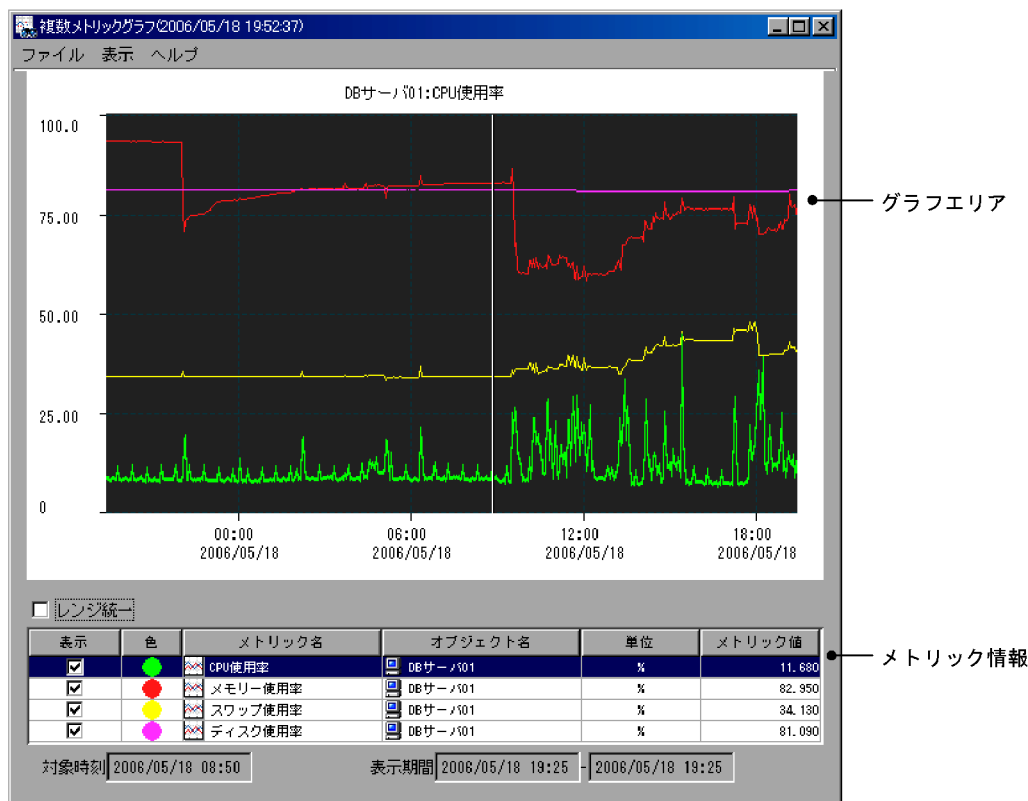 複数メトリックグラフ(2006/05/18 19:52:37)
ファイル 表示 ヘルプ
DBサーバ01:CPU使用率
100.0
75.00
50.00
25.00
0
00:00 06:00 12:00 18:00
2006/05/18 2006/05/18 2006/05/18 2006/05/18
グラフエリア
レンジ統一
表示 色 メトリック名 オブジェクト名 単位 メトリック値
CPU使用率 DBサーバ01 % 11.680
メモリー使用率 DBサーバ01 % 82.950
スワップ使用率 DBサーバ01 % 34.130
ディスク使用率 DBサーバ01 % 81.090
メトリック情報
対象時刻 2006/05/18 08:50 表示期間 2006/05/18 19:25 - 2006/05/18 19:25